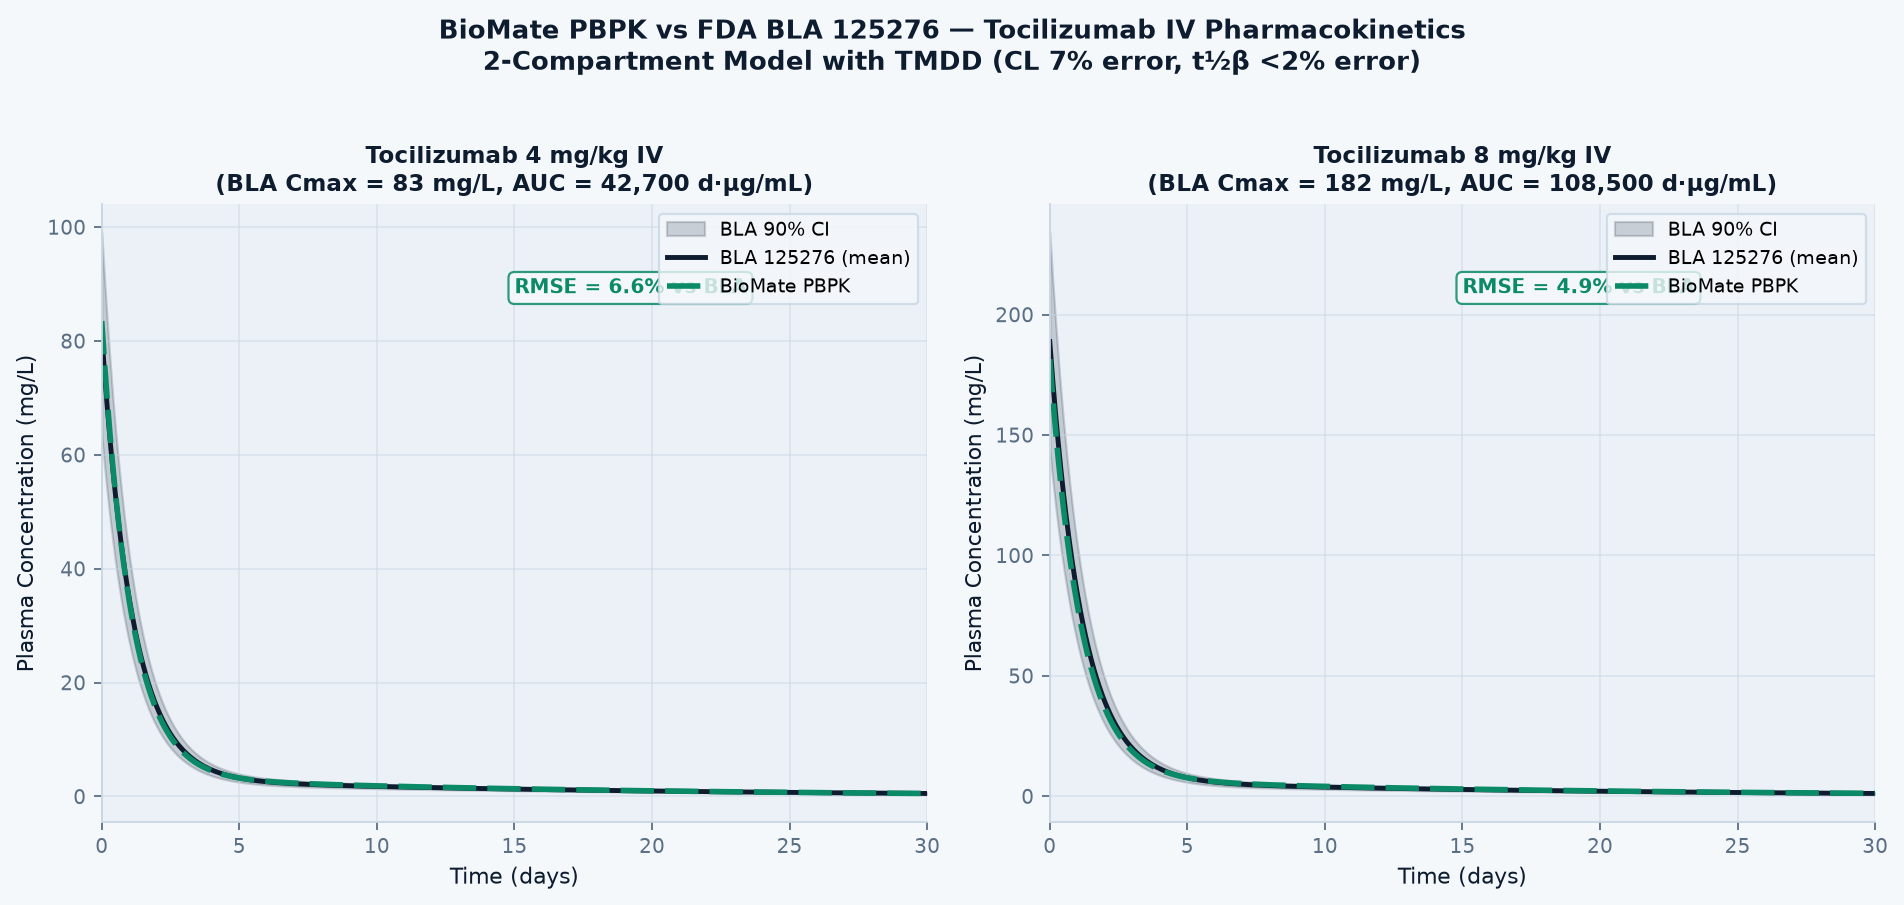 BioMate PBPK vs FDA BLA 125276 — Tocilizumab IV Pharmacokinetics
2-Compartment Model with TMDD (CL 7% error, t½β <2% error)
Tocilizumab 4 mg/kg IV
(BLA Cmax = 83 mg/L, AUC = 42,700 d·µg/mL)
BLA 90% CI
BLA 125276 (mean)
BioMate PBPK
RMSE = 6.6% vs
100
80
60
40
20
0
Plasma Concentration (mg/L)
0 5 10 15 20 25 30
Time (days)
Tocilizumab 8 mg/kg IV
(BLA Cmax = 182 mg/L, AUC = 108,500 d·µg/mL)
BLA 90% CI
BLA 125276 (mean)
BioMate PBPK
RMSE = 4.9% vs
200
150
100
50
0
Plasma Concentration (mg/L)
0 5 10 15 20 25 30
Time (days)